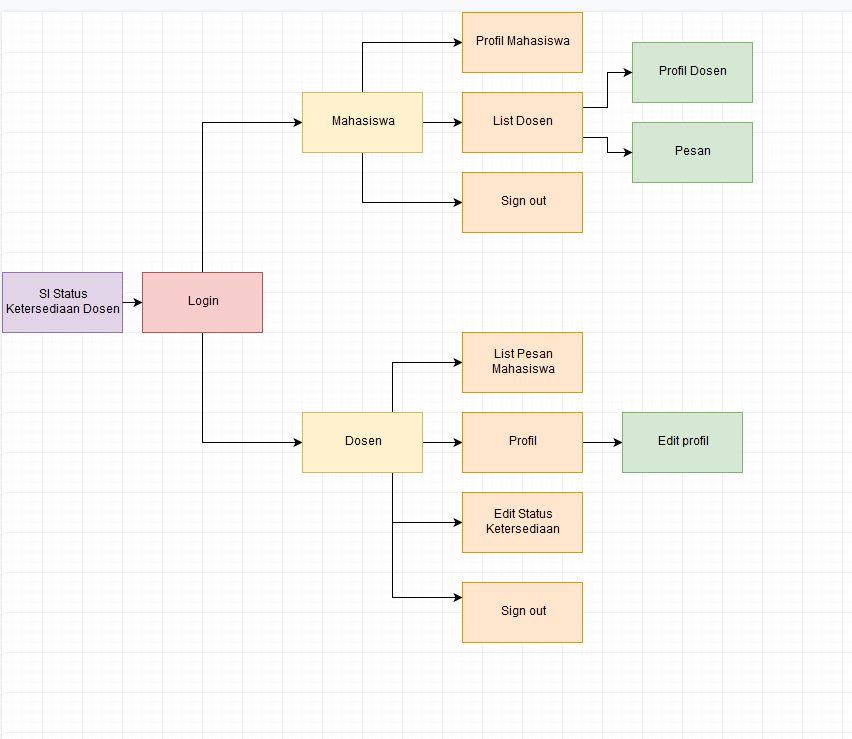 Profil Mahasiswa
Profil Dosen
Mahasiswa
List Dosen
Pesan
Sign out
SI Status
Ketersediaan Dosen
Login
List Pesan
Mahasiswa
Dosen
Profil
Edit profil
Edit Status
Ketersediaan
Sign out